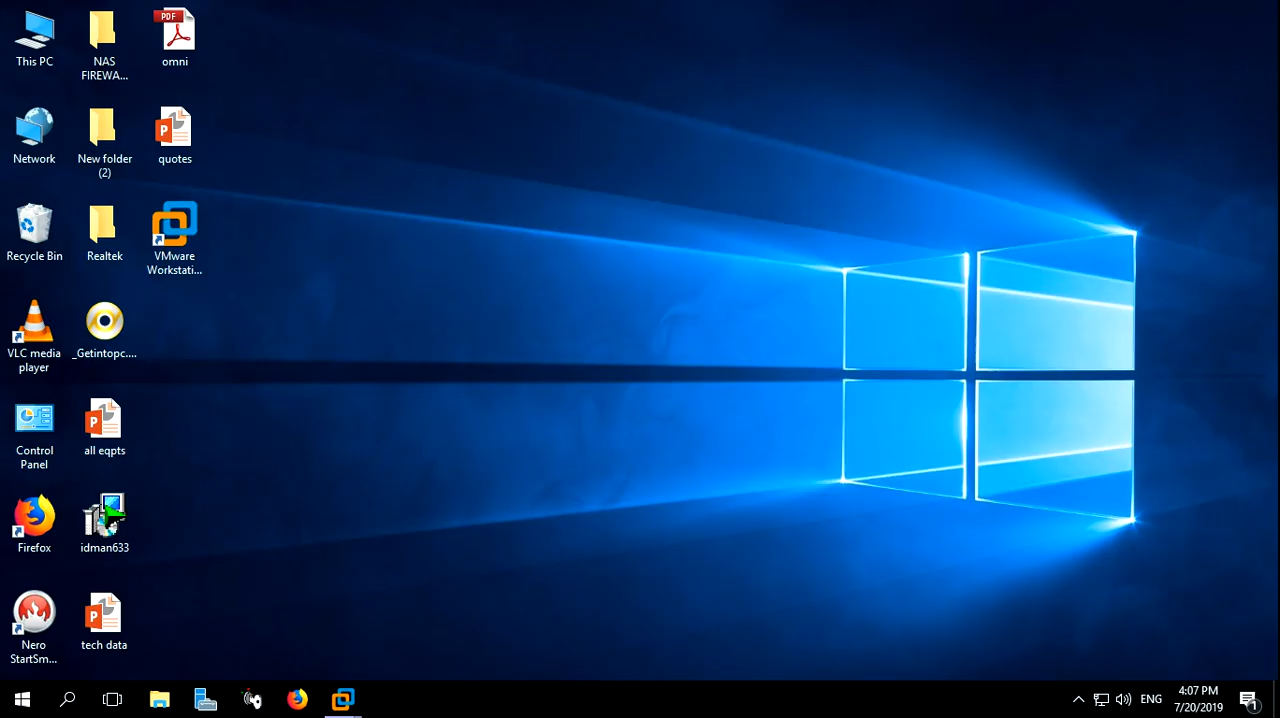 This PC
NAS
FIREWA...
PDF
omni
Network
New folder
(2)
P
quotes
Recycle Bin
Realtek
VMware
Workstati...
VLC media
player
_Getintopc....
Control
Panel
P
all eqpts
Firefox
idman633
Nero
StartSm...
P
tech data
ENG
4:07 PM
7/20/2019
1